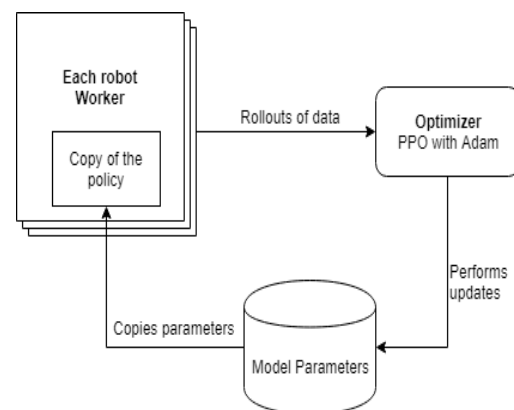 Each robot
Worker
Copy of the
policy
Rollouts of data
Optimizer
PPO with Adam
Performs
updates
Copies parameters
Model Parameters